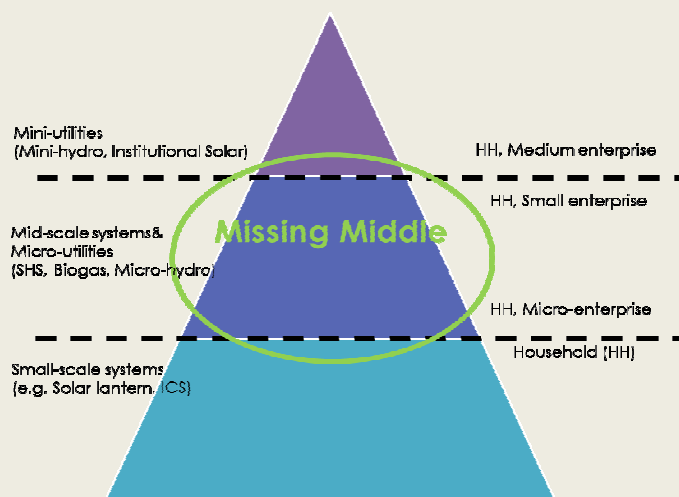 Mini-utilities
(Mini-hydro, Institutional Solar)
HH, Medium enterprise
HH, Small enterprise
Missing Middle
Mid-scale systems&
Micro-utilities
(SHS, Biogas, Micro-hydro)
HH, Micro-enterprise
Household (HH)
Small-scale systems
(e.g. Solar lantern, ICS)